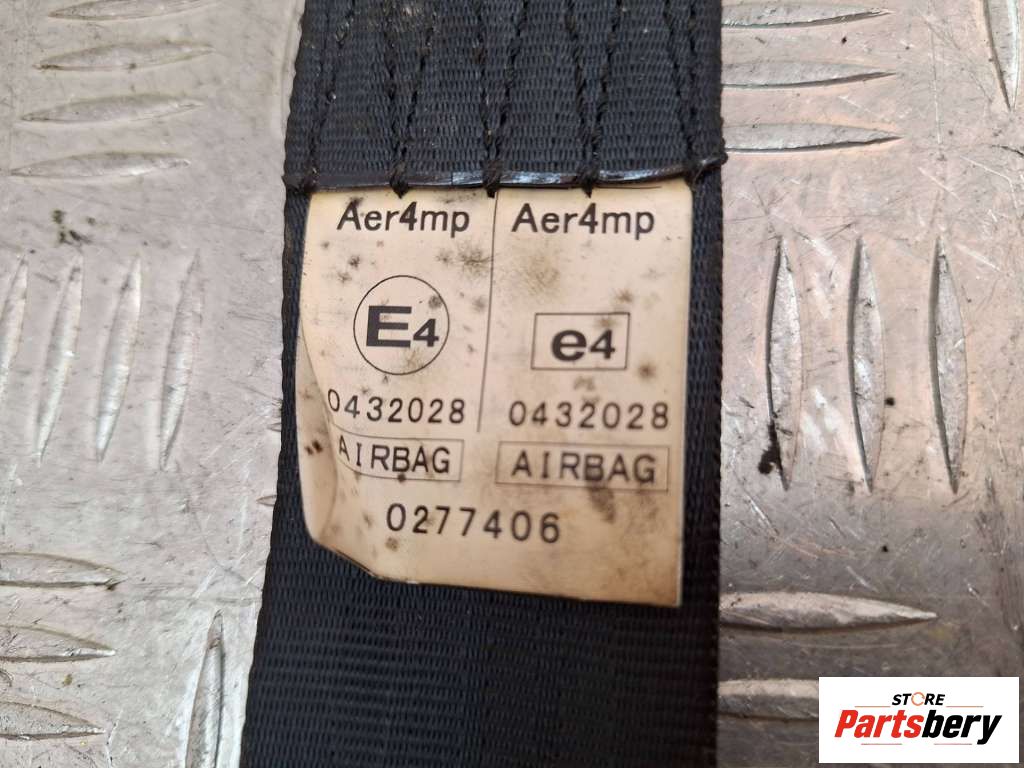 Aer4mp Aer4mp
E4 e4
0432028 0432028
AIRBAG AIRBAG
0277406
STORE
Partsbery